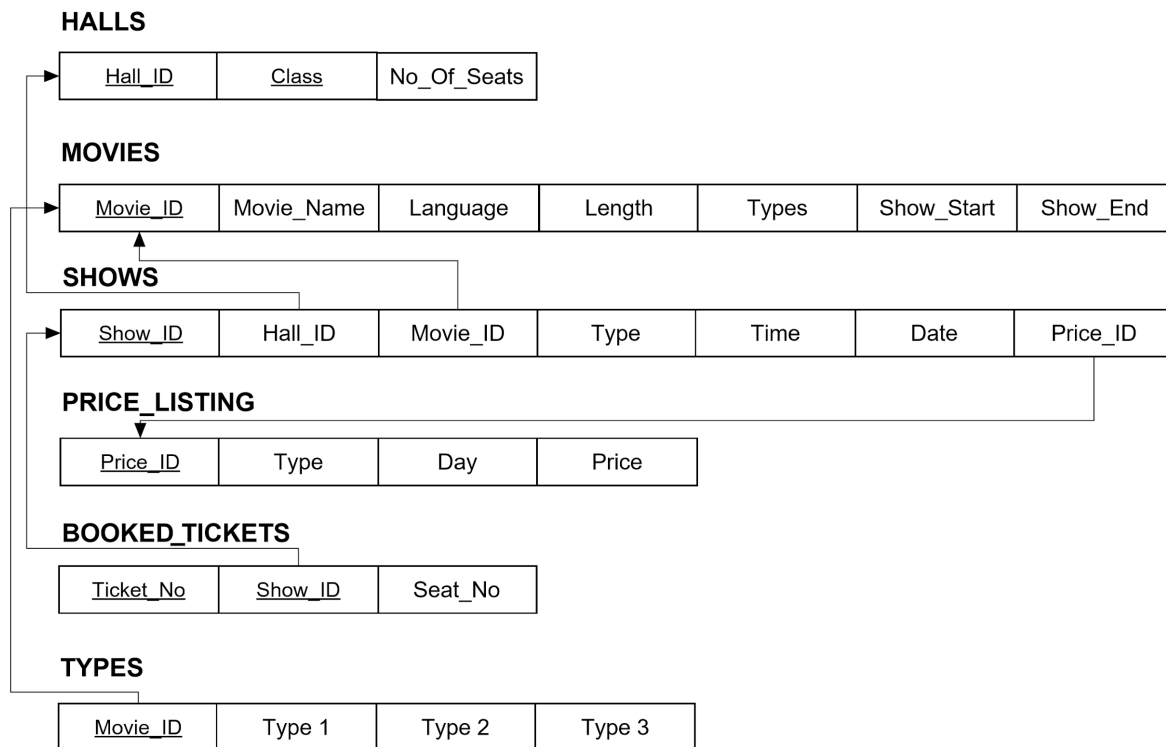 HALLS
Hall_ID Class No_Of_Seats
MOVIES
Movie_ID Movie_Name Language Length Types Show_Start Show_End
SHOWS
Show_ID Hall_ID Movie_ID Type Time Date Price_ID
PRICE_LISTING
Price_ID Type Day Price
BOOKED_TICKETS
Ticket_No Show_ID Seat_No
TYPES
Movie_ID Type 1 Type 2 Type 3